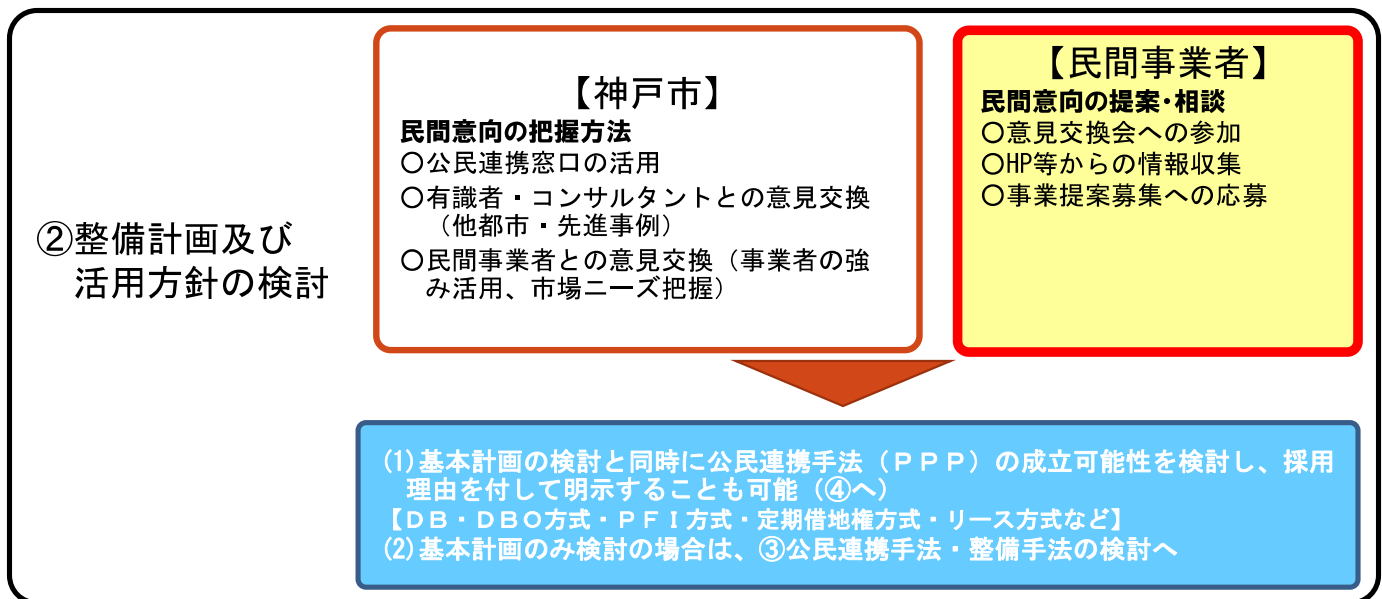 ②整備計画及び
活用方針の検討
【神戸市】
民間意向の把握方法
○公民連携窓口の活用
○有識者・コンサルタントとの意見交換
（他都市・先進事例）
○民間事業者との意見交換（事業者の強
み活用、市場ニーズ把握）
【民間事業者】
民間意向の提案・相談
○意見交換会への参加
○HP等からの情報収集
○事業提案募集への応募
(1)基本計画の検討と同時に公民連携手法（ＰＰＰ）の成立可能性を検討し、採用
理由を付して明示することも可能（④へ）
【ＤＢ・ＤＢＯ方式・ＰＦＩ方式・定期借地権方式・リース方式など】
(2)基本計画のみ検討の場合は、③公民連携手法・整備手法の検討へ